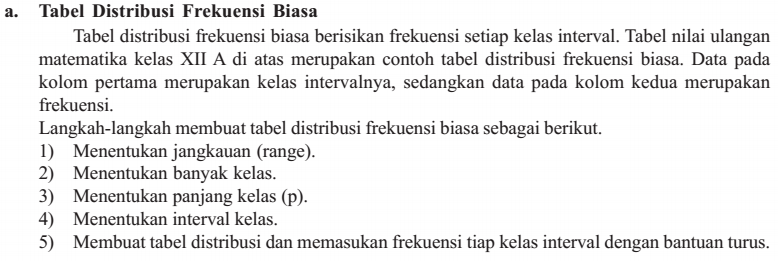 a. Tabel Distribusi Frekuensi Biasa
Tabel distribusi frekuensi biasa berisikan frekuensi setiap kelas interval. Tabel nilai ulangan
matematika kelas XII A di atas merupakan contoh tabel distribusi frekuensi biasa. Data pada
kolom pertama merupakan kelas intervalnya, sedangkan data pada kolom kedua merupakan
frekuensi.
Langkah-langkah membuat tabel distribusi frekuensi biasa sebagai berikut.
1) Menentukan jangkauan (range).
2) Menentukan banyak kelas.
3) Menentukan panjang kelas (p).
4) Menentukan interval kelas.
5) Membuat tabel distribusi dan memasukan frekuensi tiap kelas interval dengan bantuan turus.